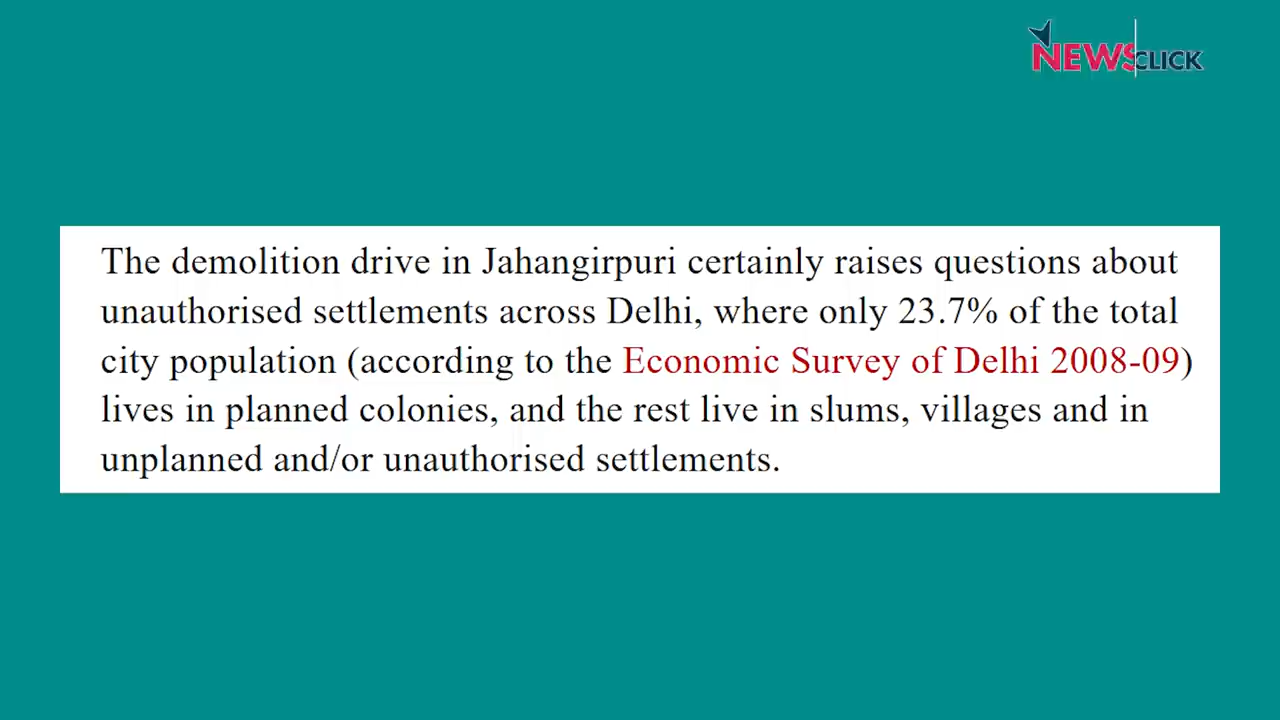 NEWSCLICK
The demolition drive in Jahangirpuri certainly raises questions about
unauthorised settlements across Delhi, where only 23.7% of the total
city population (according to the Economic Survey of Delhi 2008-09)
lives in planned colonies, and the rest live in slums, villages and in
unplanned and/or unauthorised settlements.